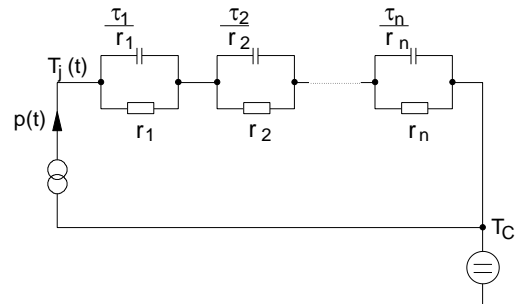 τ1/r1 τ2/r2 τn/rn
Tj(t)
r1 r2 rn
p(t)
TC